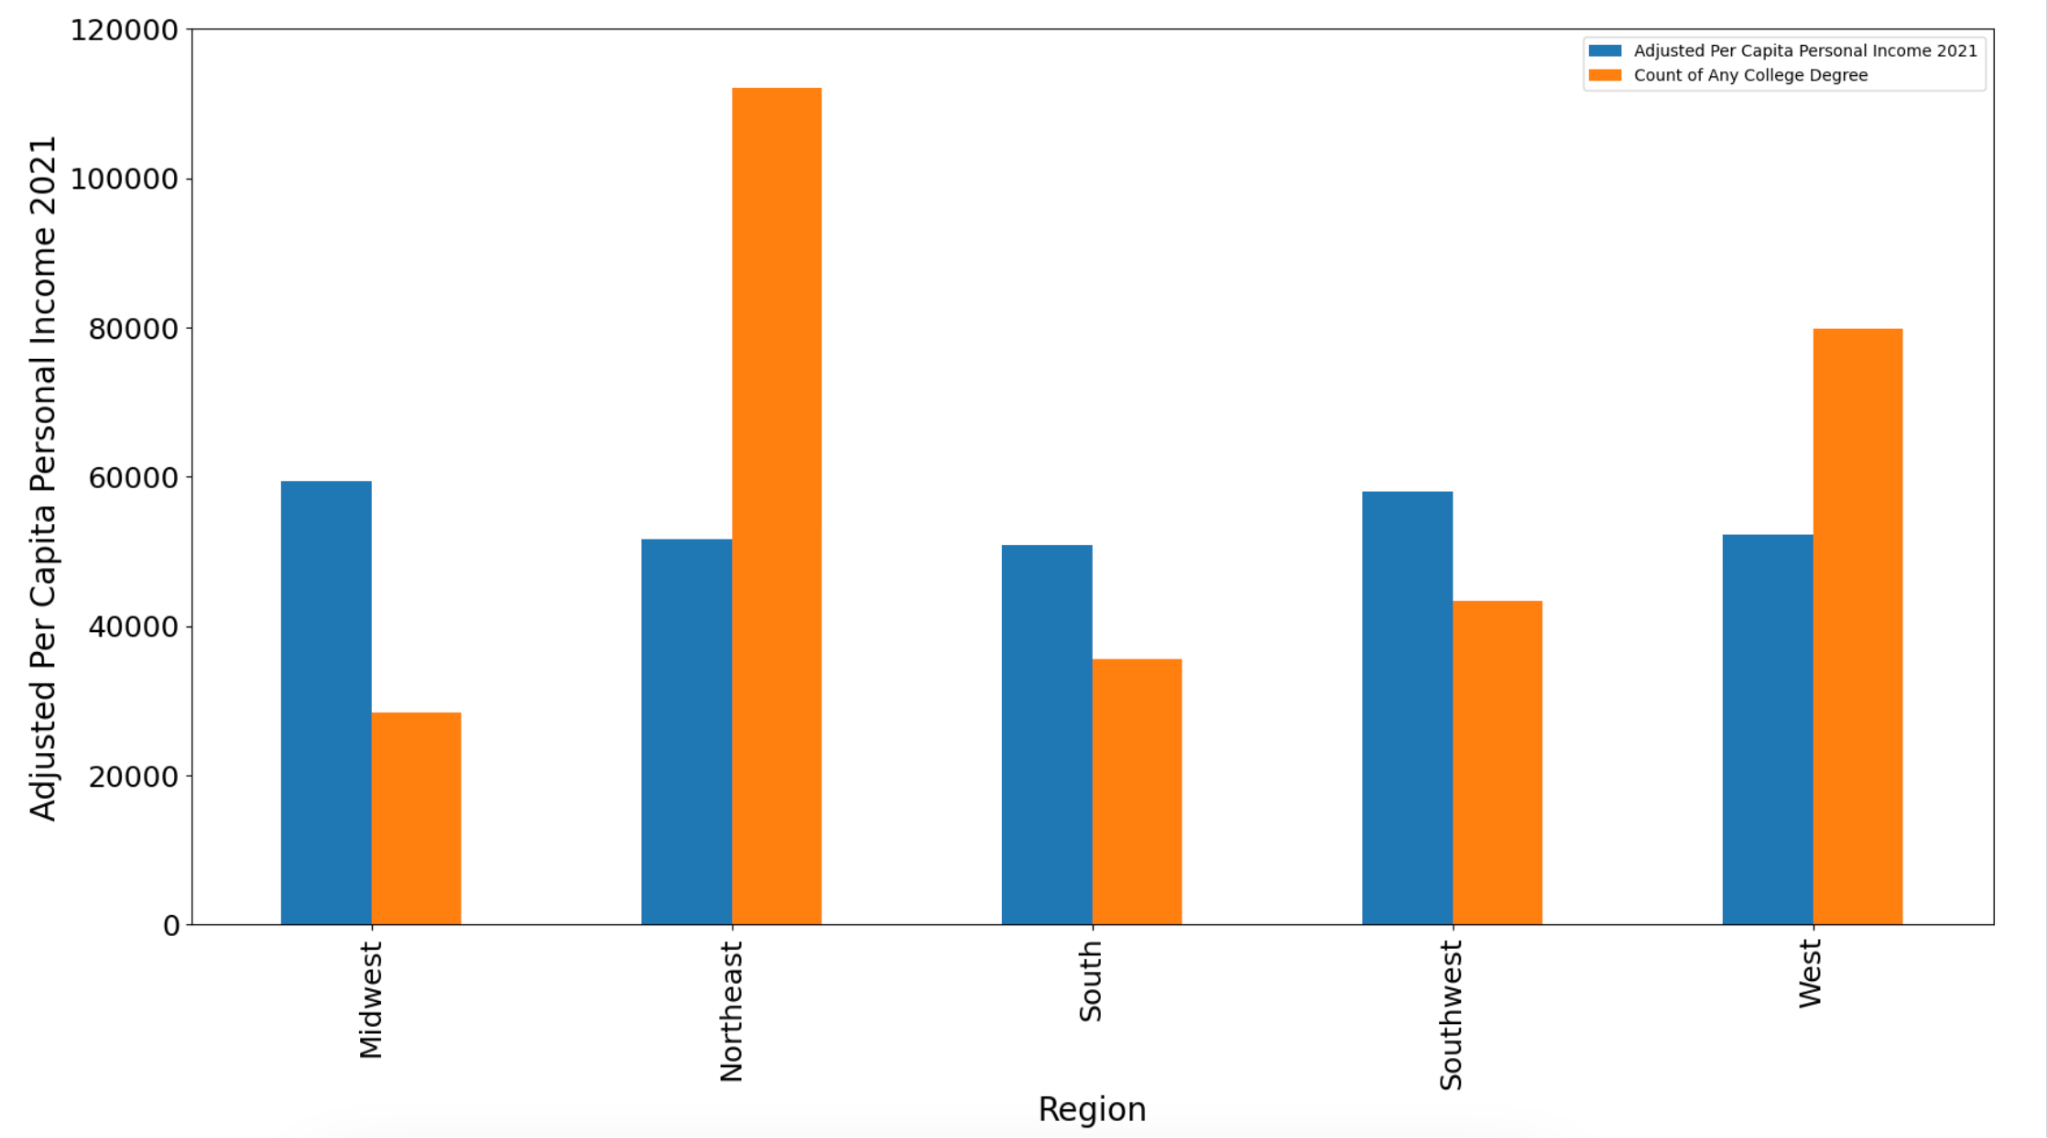 Adjusted Per Capita Personal Income 2021
120000
100000
80000
60000
40000
20000
0
Adjusted Per Capita Personal Income 2021
Count of Any College Degree
Midwest
Northeast
South
Southwest
West
Region